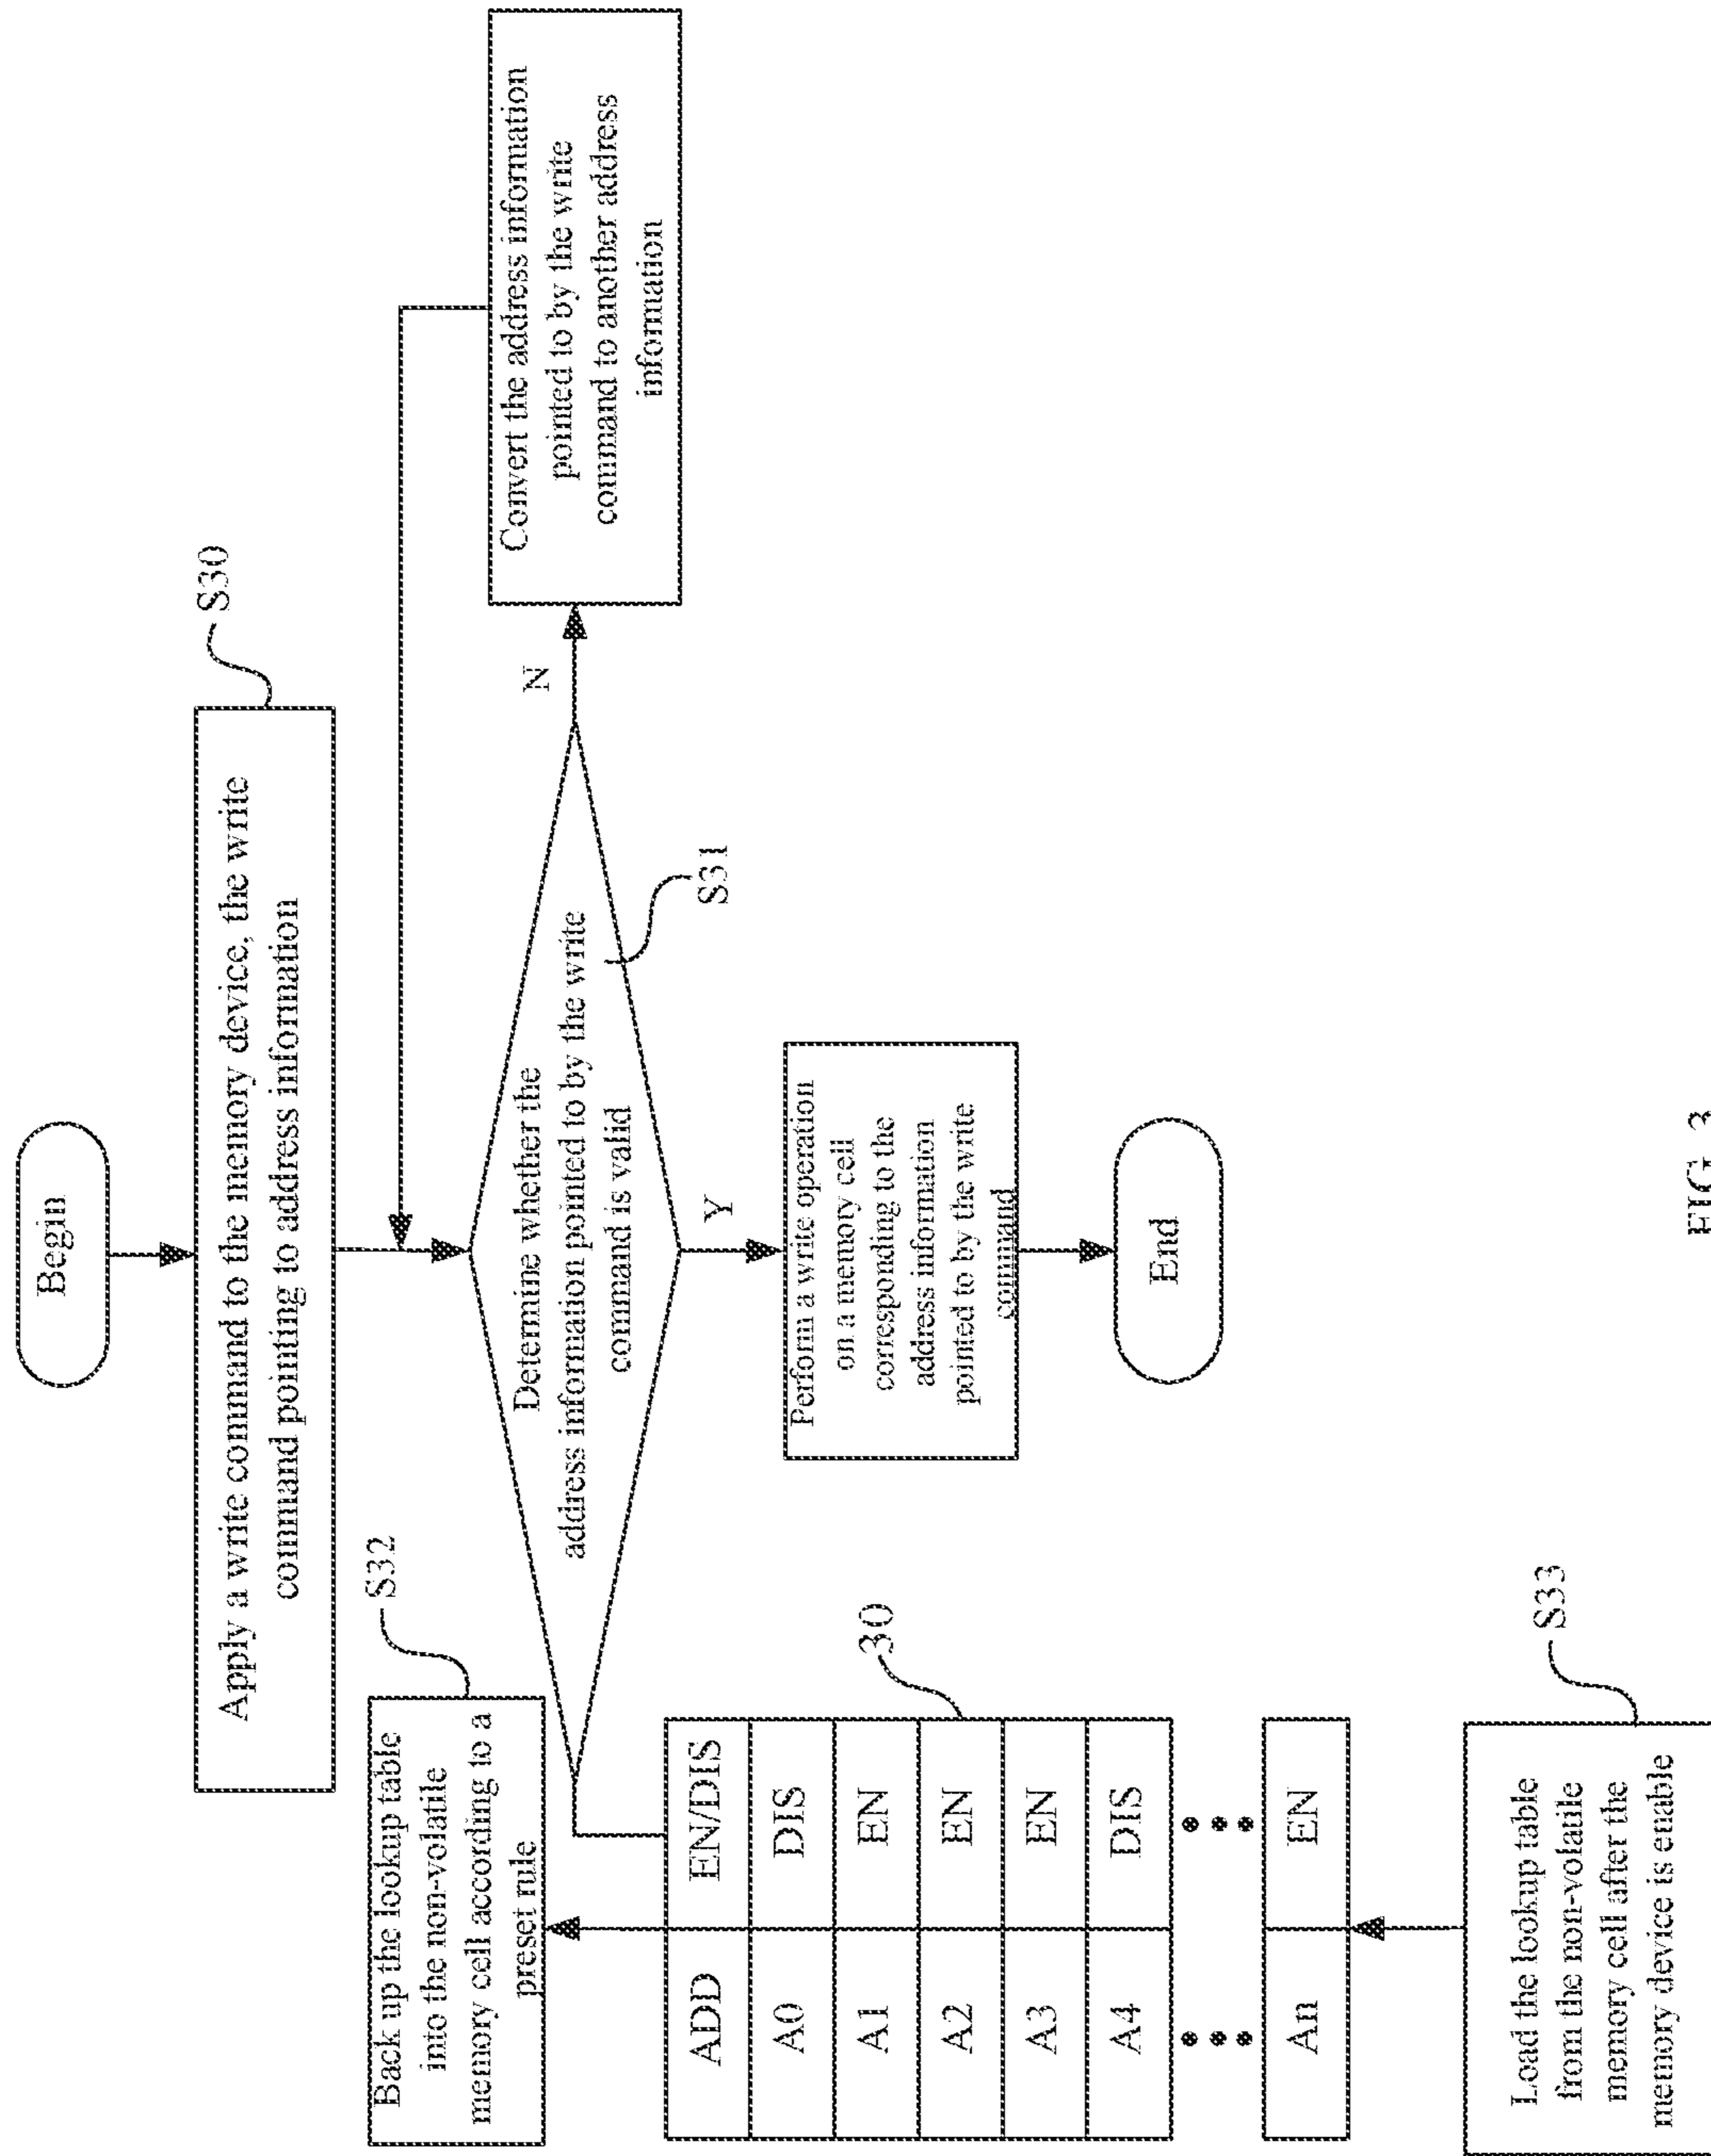 Begin
S30
Apply a write command to the memory device, the write
command pointing to address information
S32
Back up the lookup table
into the non-volatile
memory cell according to a
preset rule
Determine whether the
address information pointed to by the write
command is valid
S31
N
Convert the address information
pointed to by the write
command to another address
information
Y
Perform a write operation
on a memory cell
corresponding to the
address information
pointed to by the write
command
End
30
ADD EN/DIS
A0 DIS
A1 EN
A2 EN
A3 EN
A4 DIS
An EN
S33
Load the lookup table
from the non-volatile
memory cell after the
memory device is enable
FIG. 3